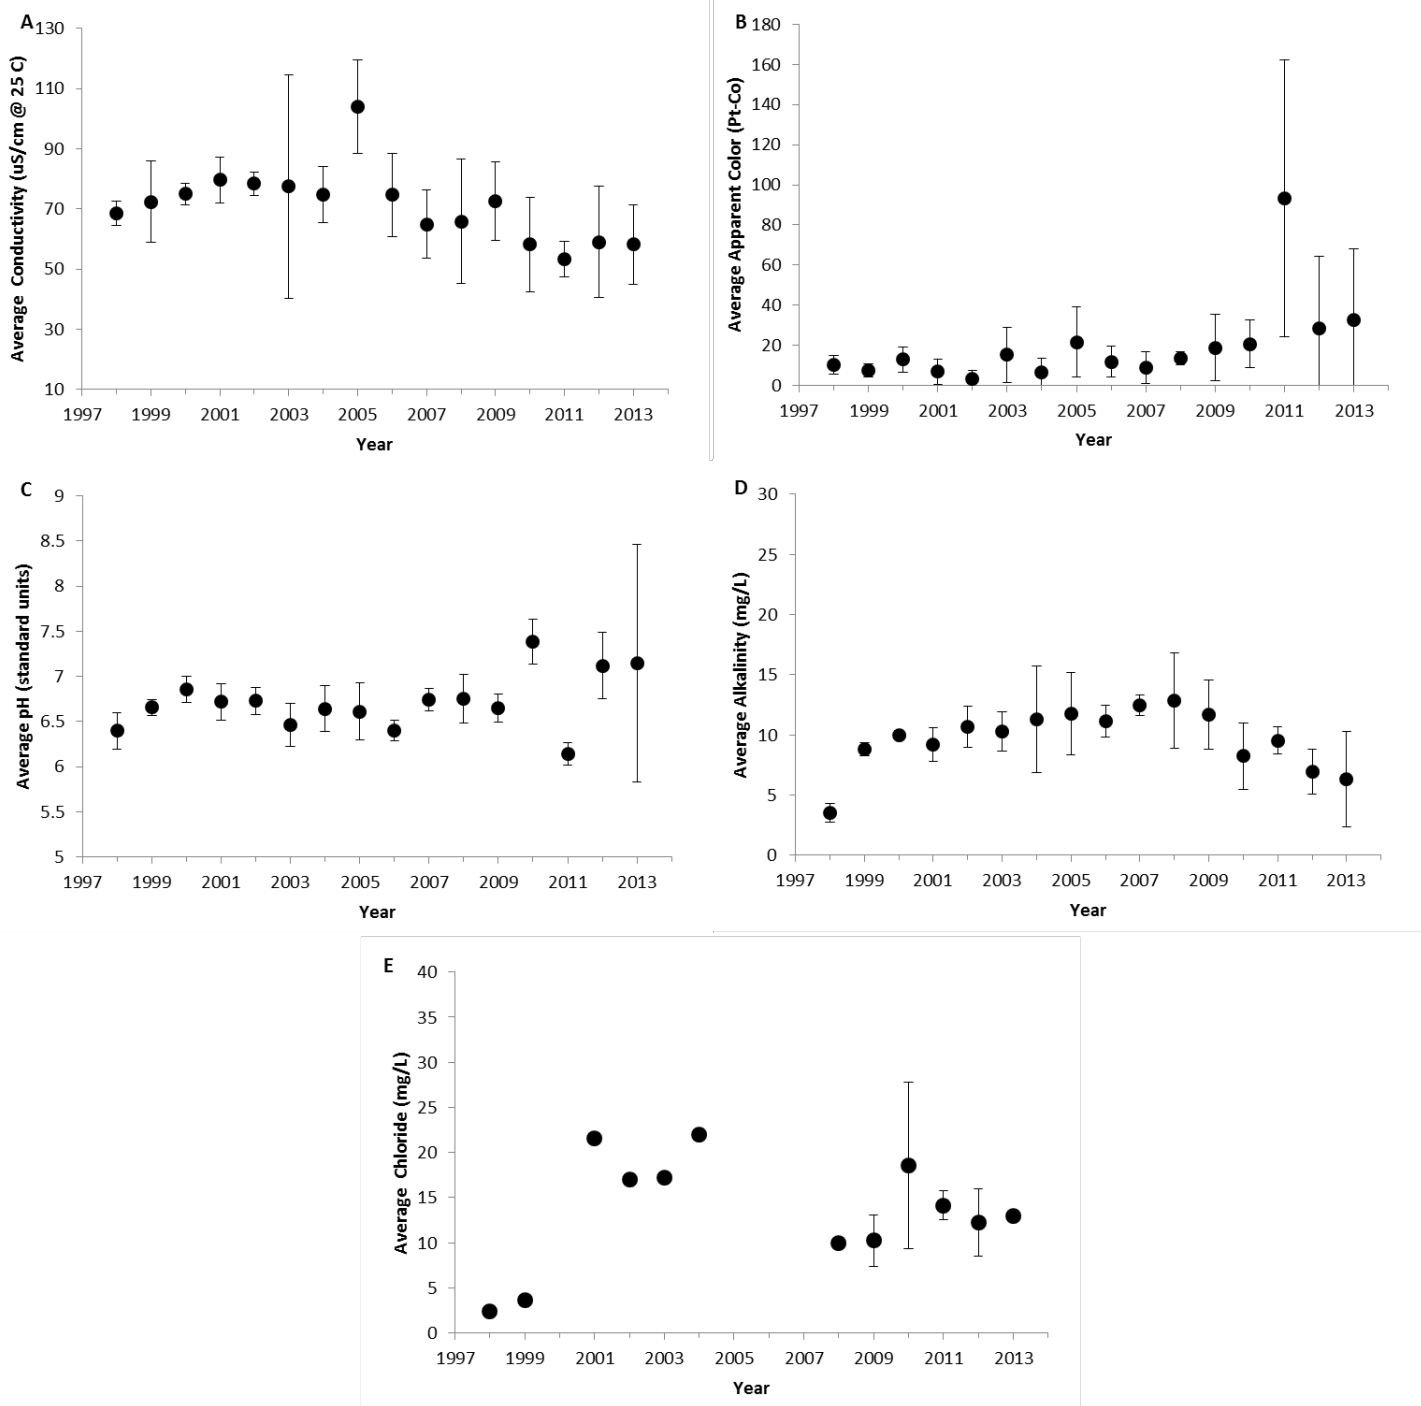 A
130
110
90
70
50
30
10
Average Conductivity (uS/cm @ 25 C)
1997 1999 2001 2003 2005 2007 2009 2011 2013
Year
B
180
160
140
120
100
80
60
40
20
0
Average Apparent Color (Pt-Co)
1997 1999 2001 2003 2005 2007 2009 2011 2013
Year
C
9
8.5
8
7.5
7
6.5
6
5.5
5
Average pH (standard units)
1997 1999 2001 2003 2005 2007 2009 2011 2013
Year
D
30
25
20
15
10
5
0
Average Alkalinity (mg/L)
1997 1999 2001 2003 2005 2007 2009 2011 2013
Year
E
40
35
30
25
20
15
10
5
0
Average Chloride (mg/L)
1997 1999 2001 2003 2005 2007 2009 2011 2013
Year